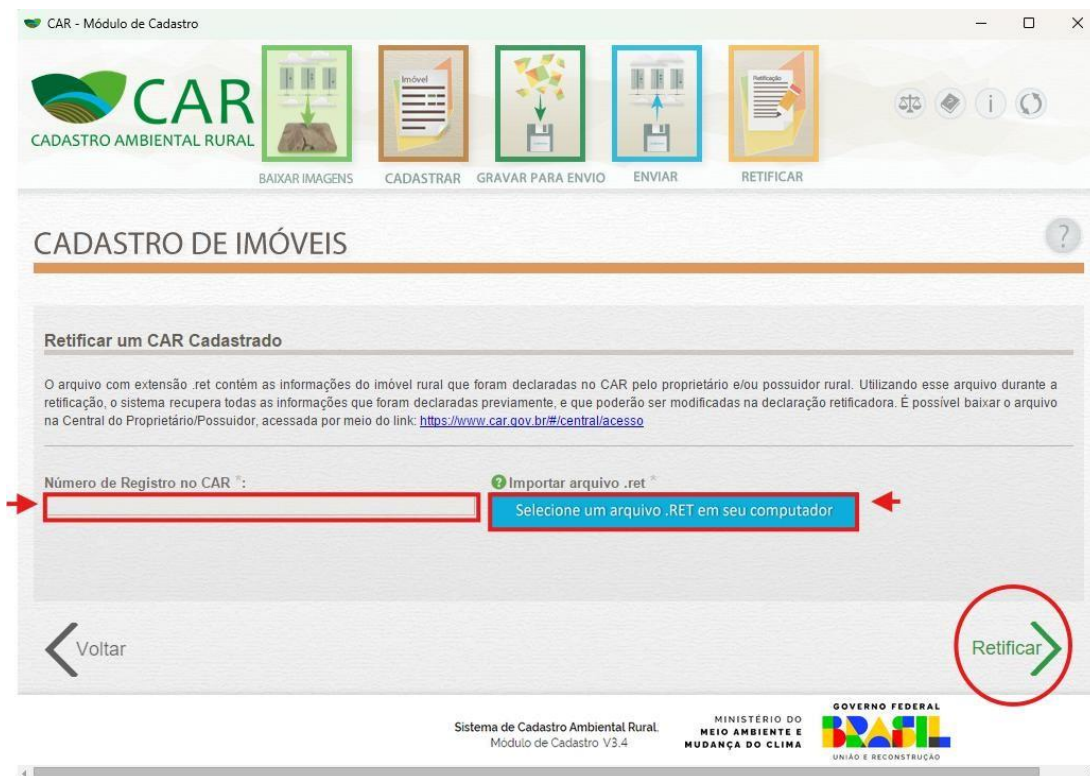 CAR - Módulo de Cadastro
CAR
CADASTRO AMBIENTAL RURAL
Imóvel
Retificação
BAIXAR IMAGENS
CADASTRAR
GRAVAR PARA ENVIO
ENVIAR
RETIFICAR
CADASTRO DE IMÓVEIS
?
Retificar um CAR Cadastrado
O arquivo com extensão .ret contém as informações do imóvel rural que foram declaradas no CAR pelo proprietário e/ou possuidor rural. Utilizando esse arquivo durante a
retificação, o sistema recupera todas as informações que foram declaradas previamente, e que poderão ser modificadas na declaração retificadora. É possível baixar o arquivo
na Central do Proprietário/Possuidor, acessada por meio do link: https://www.car.gov.br/#/central/acesso
Número de Registro no CAR *:
? Importar arquivo .ret *
Selecione um arquivo .RET em seu computador
Voltar
Retificar
Sistema de Cadastro Ambiental Rural.
Módulo de Cadastro V3.4
MINISTÉRIO DO
MEIO AMBIENTE E
MUDANÇA DO CLIMA
GOVERNO FEDERAL
BRASIL
UNIÃO E RECONSTRUÇÃO